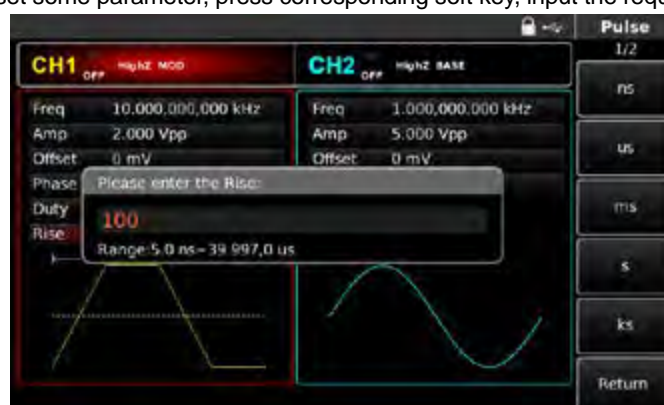 set some parameter, press corresponding soft key, input the requ
Pulse
1/2
CH1 OFF HighZ MOD
CH2 OFF HighZ BASE
ns
Freq 10.000,000,000 kHz
Freq 1.000,000,000 kHz
Amp 2.000 Vpp
Amp 5.000 Vpp
us
Offset 0 mV
Offset 0 mV
Phase
Please enter the Rise:
Duty
100
ms
Rise
Range:5.0 ns~39 997,0 us
s
ks
Return